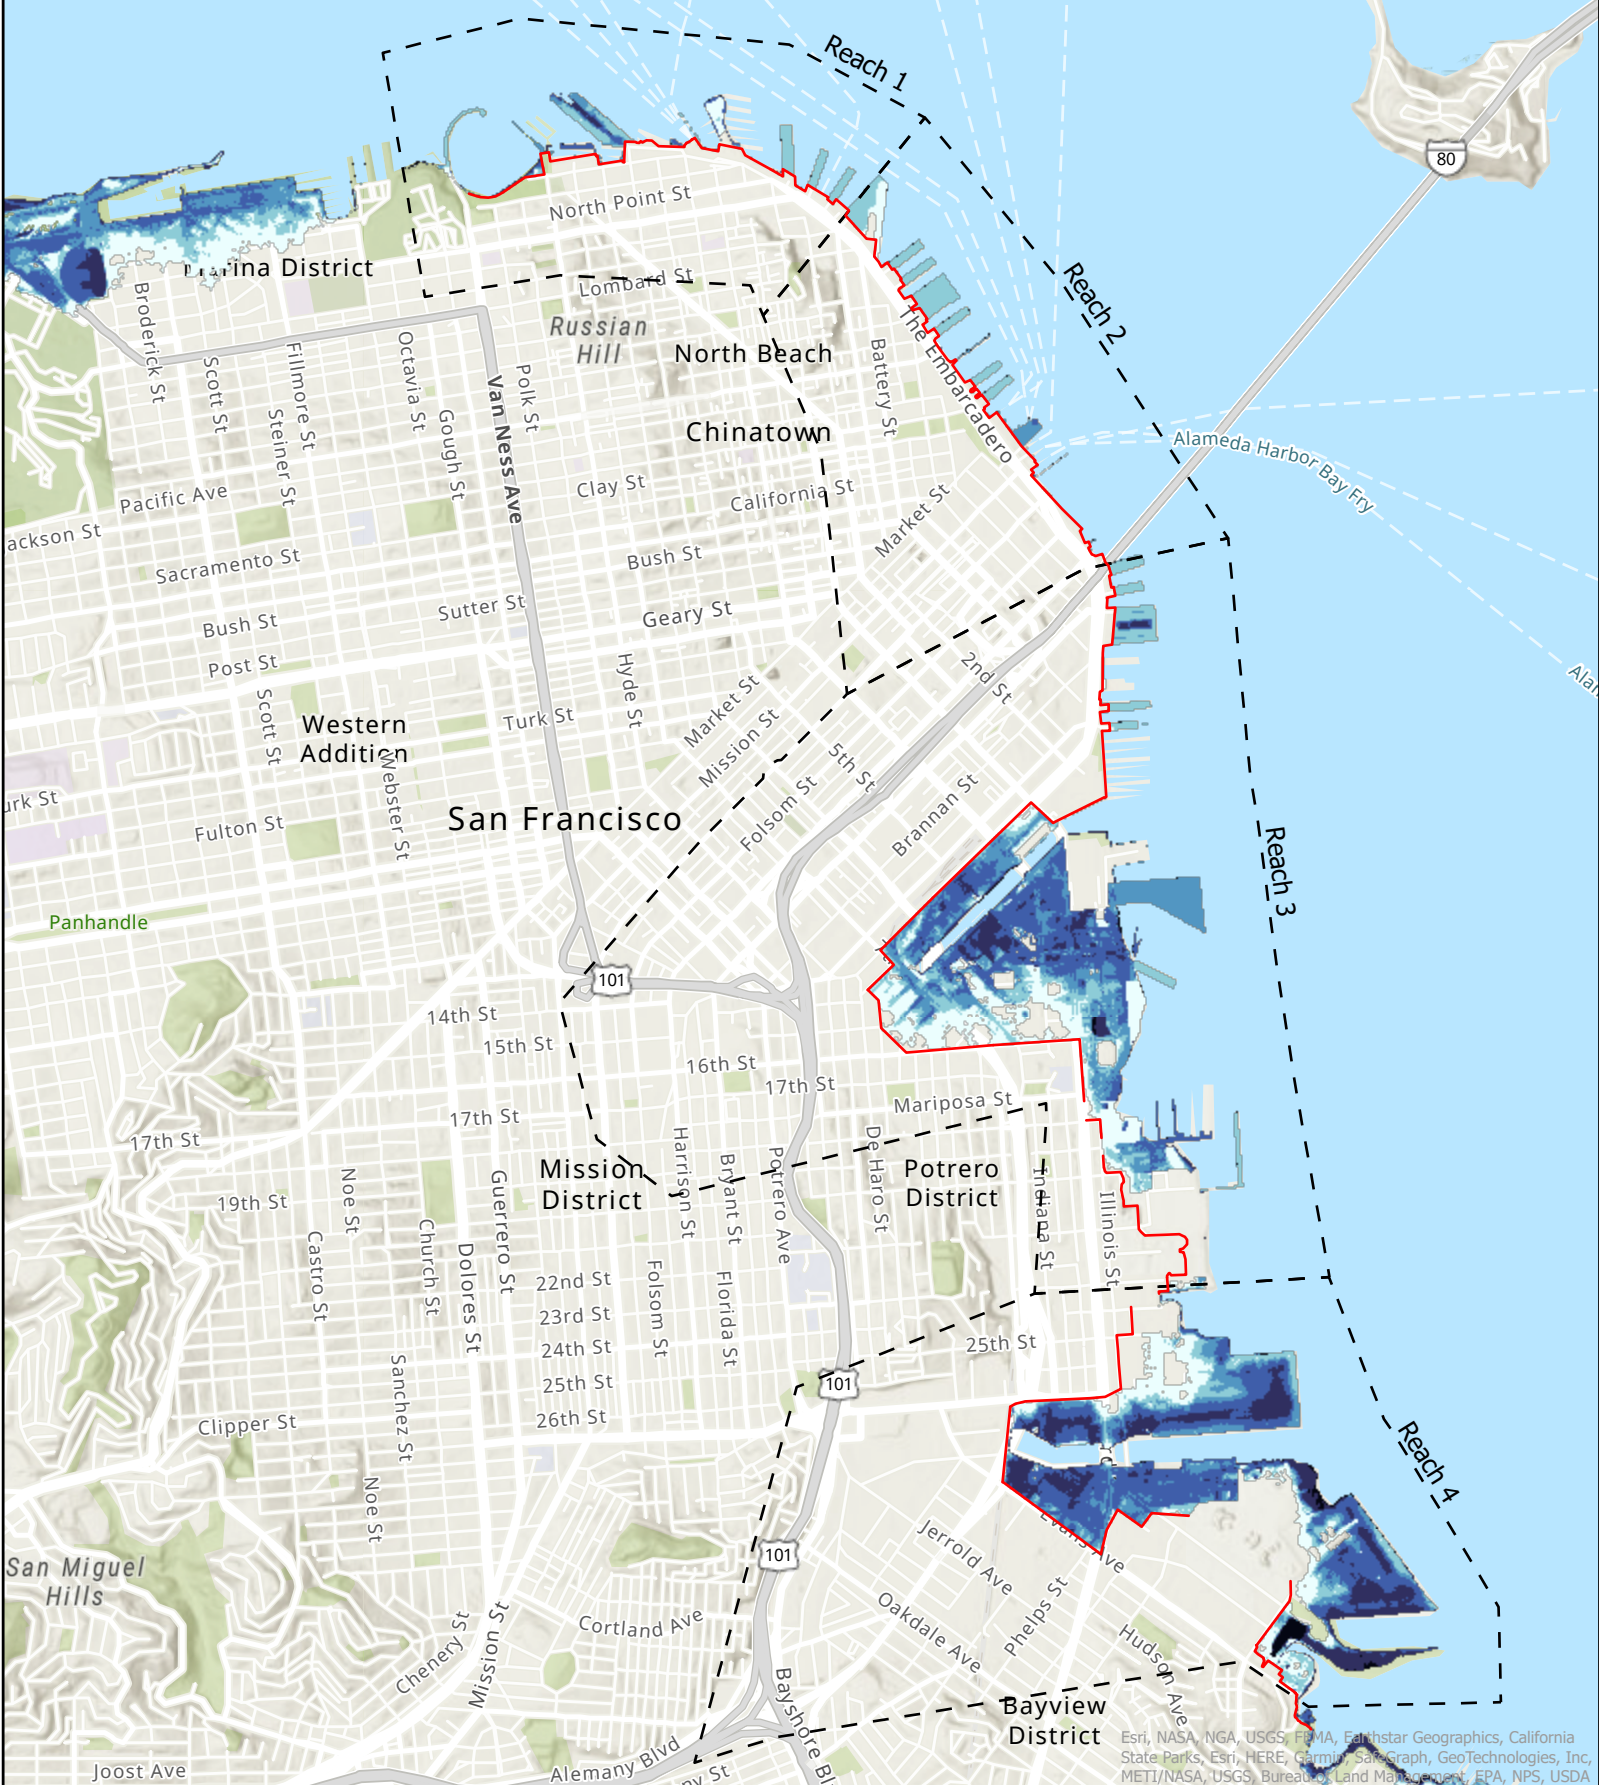 Reach 1
80
North Point St
Marina District
Lombard St
Reach 2
Russian
Hill
North Beach
The Embarcadero
Battery St
Broderick St
Scott St
Fillmore St
Steiner St
Octavia St
Gough St
Van Ness Ave
Polk St
Chinatown
Alameda Harbor Bay Fry
Pacific Ave
Clay St
California St
Market St
ackson St
Sacramento St
Bush St
Sutter St
Geary St
Bush St
Post St
Hyde St
2nd St
Alam
Scott St
Western
Addition
Turk St
Market St
Mission St
5th St
Webster St
urk St
Fulton St
San Francisco
Folsom St
Brannan St
Reach 3
Panhandle
101
14th St
15th St
16th St
17th St
Mariposa St
17th St
17th St
Mission
District
Harrison St
Bryant St
Potrero Ave
De Haro St
Potrero
District
Indiana St
Illinois St
19th St
Noe St
Castro St
Church St
Dolores St
Guerrero St
22nd St
23rd St
24th St
25th St
26th St
Folsom St
Florida St
25th St
101
Sanchez St
Clipper St
Noe St
Reach 4
Evans Ave
Jerrold Ave
101
San Miguel
Hills
Cortland Ave
Oakdale Ave
Phelps St
Hudson Ave
Chenery St
Mission St
Bayshore Bl
Bayview
District
Alemany Blvd
ny St
Joost Ave
Esri, NASA, NGA, USGS, FEMA, Earthstar Geographics, California
State Parks, Esri, HERE, Garmin, SafeGraph, GeoTechnologies, Inc,
METI/NASA, USGS, Bureau of Land Management, EPA, NPS, USDA